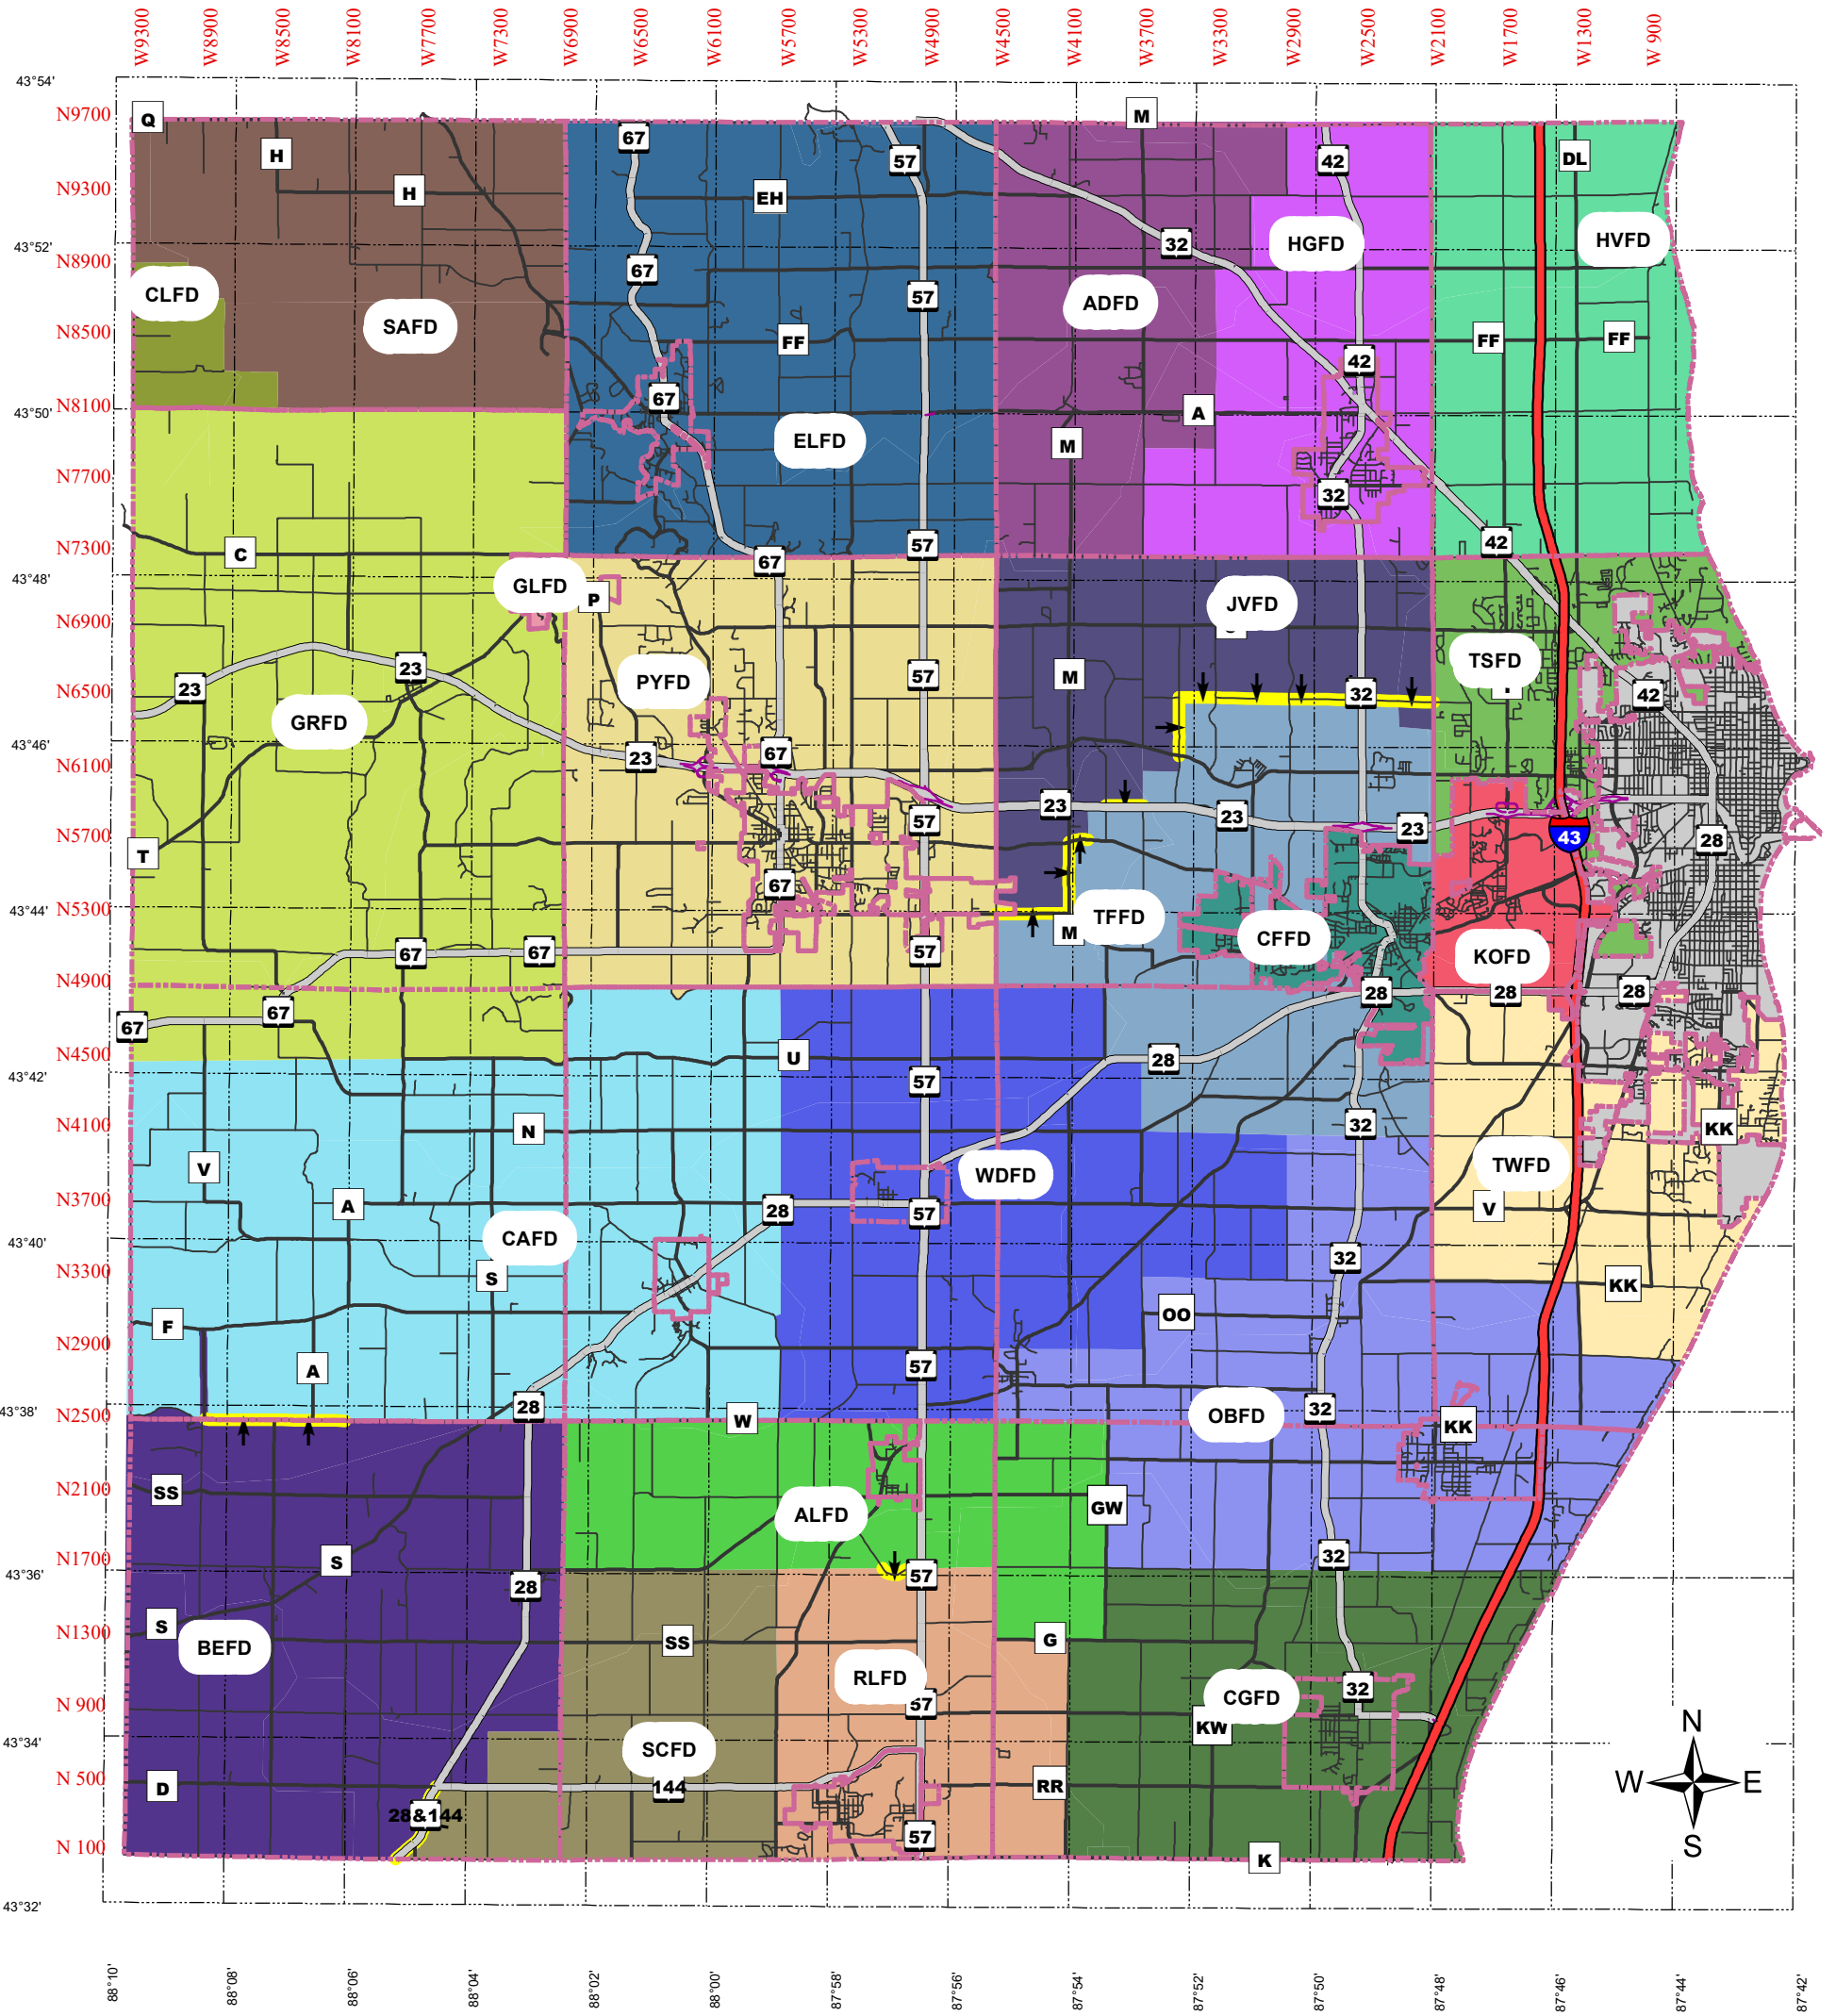 W9300 W8900 W8500 W8100 W7700 W7300 W6900 W6500 W6100 W5700 W5300 W4900 W4500 W4100 W3700 W3300 W2900 W2500 W2100 W1700 W1300 W 900
43°54'
N9700 Q M
67 57 42 DL
H
N9300 H EH
43°52' 32 HGFD HVFD
N8900 67
CLFD 57 ADFD
SAFD
N8500 FF FF FF
42
N8100 67
43°50' A
ELFD M
N7700
32
N7300 C 67 57 42
43°48' GLFD P JVFD
N6900
TSFD
23 PYFD 57 M
N6500 23 32 42
GRFD
43°46' 23 67
N6100
23 23 23
N5700 57 43 28
T
67
N5300
43°44' TFFD CFFD
M
67 67 57 KOFD
N4900
28 28 28
67 67
N4500 U 28
43°42' 57
N4100 N 32 KK
V WDFD TWFD
N3700 A 28 57 V
43°40' CAFD
32
N3300 S KK
F OO
N2900
A 57
43°38' 28 32
N2500 W OBFD KK
N2100 SS GW
ALFD
N1700 S 32
43°36' 57
28
N1300 S SS G
BEFD
RLFD
N 900 57 CGFD 32
KW N
43°34' SCFD
N 500 D 144 RR W E
28&144
N 100 57 S
K
43°32'
88°10' 88°08' 88°06' 88°04' 88°02' 88°00' 87°58' 87°56' 87°54' 87°52' 87°50' 87°48' 87°46' 87°44' 87°42'